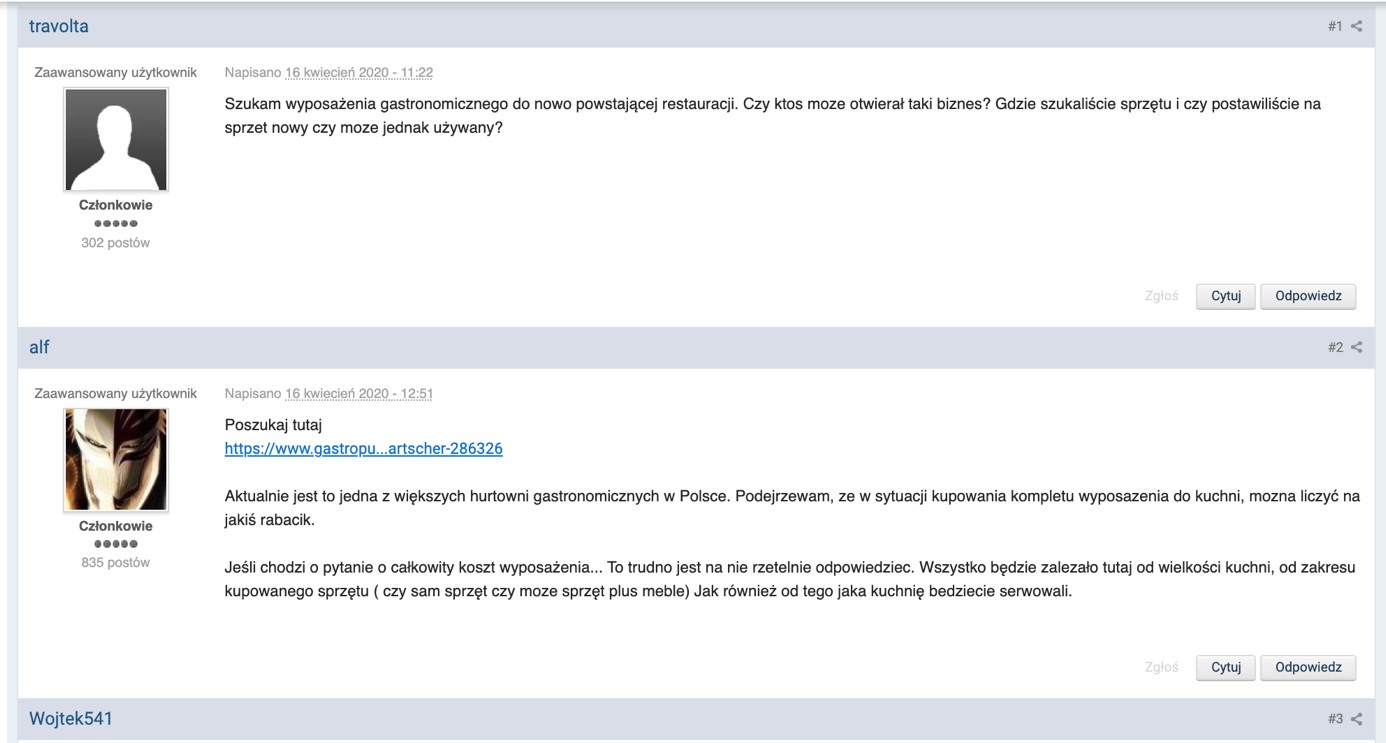 travolta
#1
Zaawansowany użytkownik
Napisano 16 kwiecień 2020 - 11:22
Szukam wyposażenia gastronomicznego do nowo powstającej restauracji. Czy ktos moze otwierał taki biznes? Gdzie szukaliście sprzętu i czy postawiliście na
sprzet nowy czy moze jednak używany?
Członkowie
302 postów
Zgłoś
Cytuj
Odpowiedz
alf
#2
Zaawansowany użytkownik
Napisano 16 kwiecień 2020 - 12:51
Poszukaj tutaj
https://www.gastropu...artscher-286326
Aktualnie jest to jedna z większych hurtowni gastronomicznych w Polsce. Podejrzewam, ze w sytuacji kupowania kompletu wyposazenia do kuchni, mozna liczyć na
jakiś rabacik.
Jeśli chodzi o pytanie o całkowity koszt wyposażenia... To trudno jest na nie rzetelnie odpowiedziec. Wszystko będzie zalezało tutaj od wielkości kuchni, od zakresu
kupowanego sprzętu ( czy sam sprzęt czy moze sprzęt plus meble) Jak również od tego jaka kuchnię bedziecie serwowali.
Członkowie
835 postów
Zgłoś
Cytuj
Odpowiedz
Wojtek541
#3